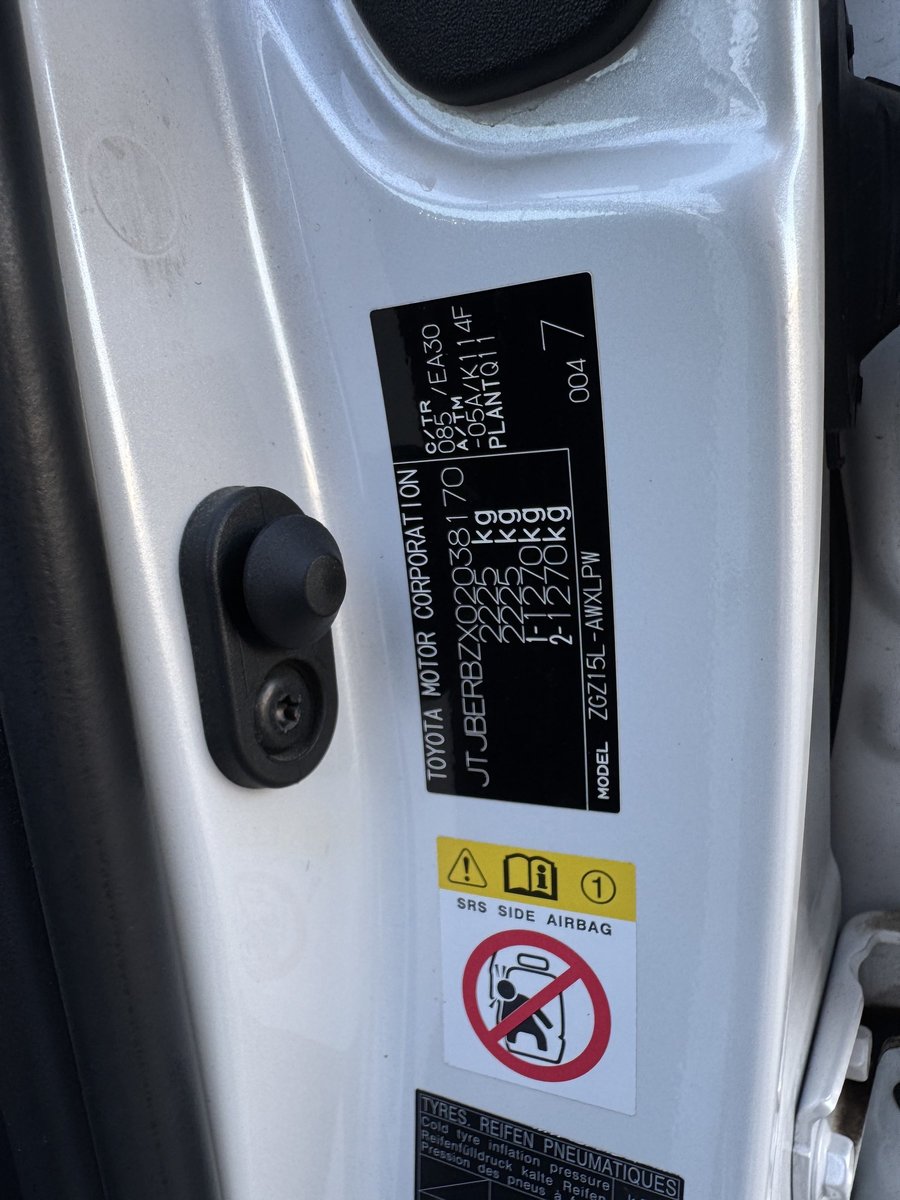 TOYOTA MOTOR CORPORATION
JTJBERBZX02038170
2225 kg
2225 kg
1-1270kg
2-1270kg
C/TR
085 /EA30
A/TM
-05A/K114F
PLANTQ11
004 7
MODEL ZGZ15L-AWXLPW
1
SRS SIDE AIRBAG
TYRES. REIFEN PNEUMATIQUES
Cold tyre inflation pressure
Reifenfülldruck kalte Reifen
Pression des pneus à